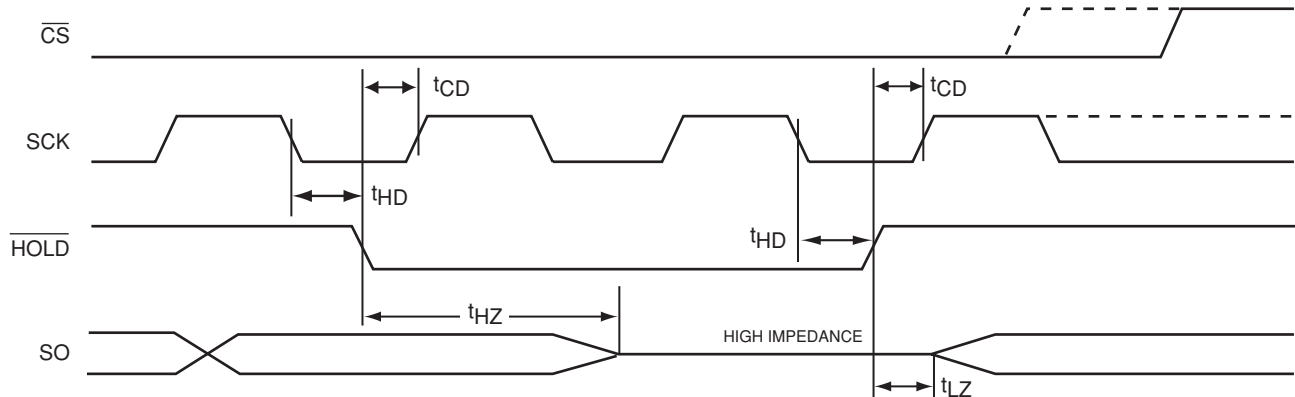 CS
tCD
tCD
SCK
tHD
HOLD
tHD
tHZ
HIGH IMPEDANCE
SO
tLZ